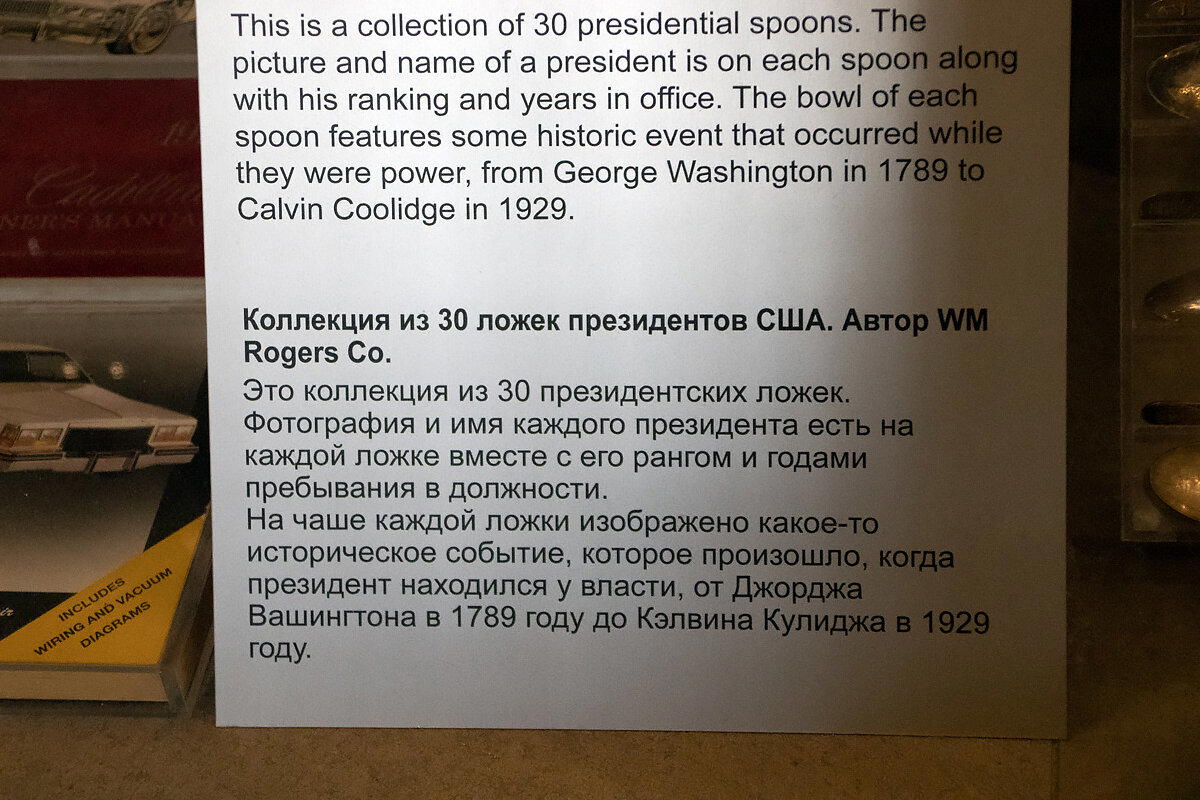 This is a collection of 30 presidential spoons. The
picture and name of a president is on each spoon along
with his ranking and years in office. The bowl of each
spoon features some historic event that occurred while
they were power, from George Washington in 1789 to
Calvin Coolidge in 1929.
Коллекция из 30 ложек президентов США. Автор WM
Rogers Co.
Это коллекция из 30 президентских ложек.
Фотография и имя каждого президента есть на
каждой ложке вместе с его рангом и годами
пребывания в должности.
На чаше каждой ложки изображено какое-то
историческое событие, которое произошло, когда
президент находился у власти, от Джорджа
Вашингтона в 1789 году до Кэлвина Кулиджа в 1929
году.
INCLUDES
WIRING AND VACUUM
DIAGRAMS